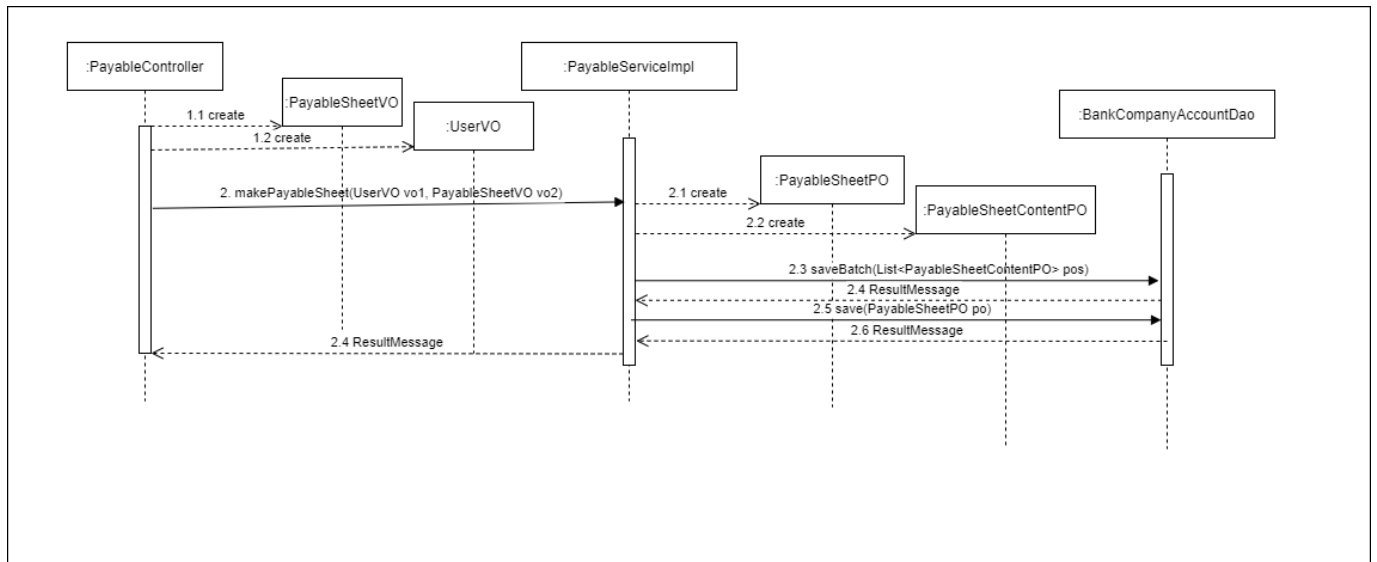 :PayableController
:PayableServiceImpl
:PayableSheetVO
:UserVO
:BankCompanyAccountDao
1.1 create
1.2 create
:PayableSheetPO
2. makePayableSheet(UserVO vo1, PayableSheetVO vo2)
2.1 create
:PayableSheetContentPO
2.2 create
2.3 saveBatch(List<PayableSheetContentPO> pos)
2.4 ResultMessage
2.5 save(PayableSheetPO po)
2.6 ResultMessage
2.4 ResultMessage